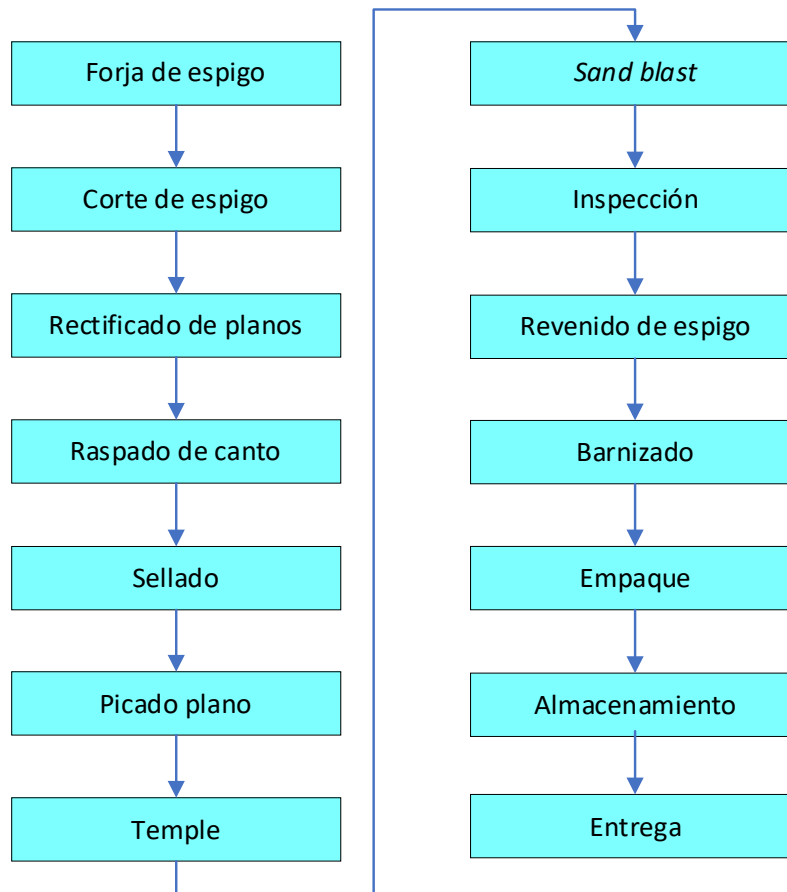 Forja de espigo
Corte de espigo
Rectificado de planos
Raspado de canto
Sellado
Picado plano
Temple
Sand blast
Inspección
Revenido de espigo
Barnizado
Empaque
Almacenamiento
Entrega